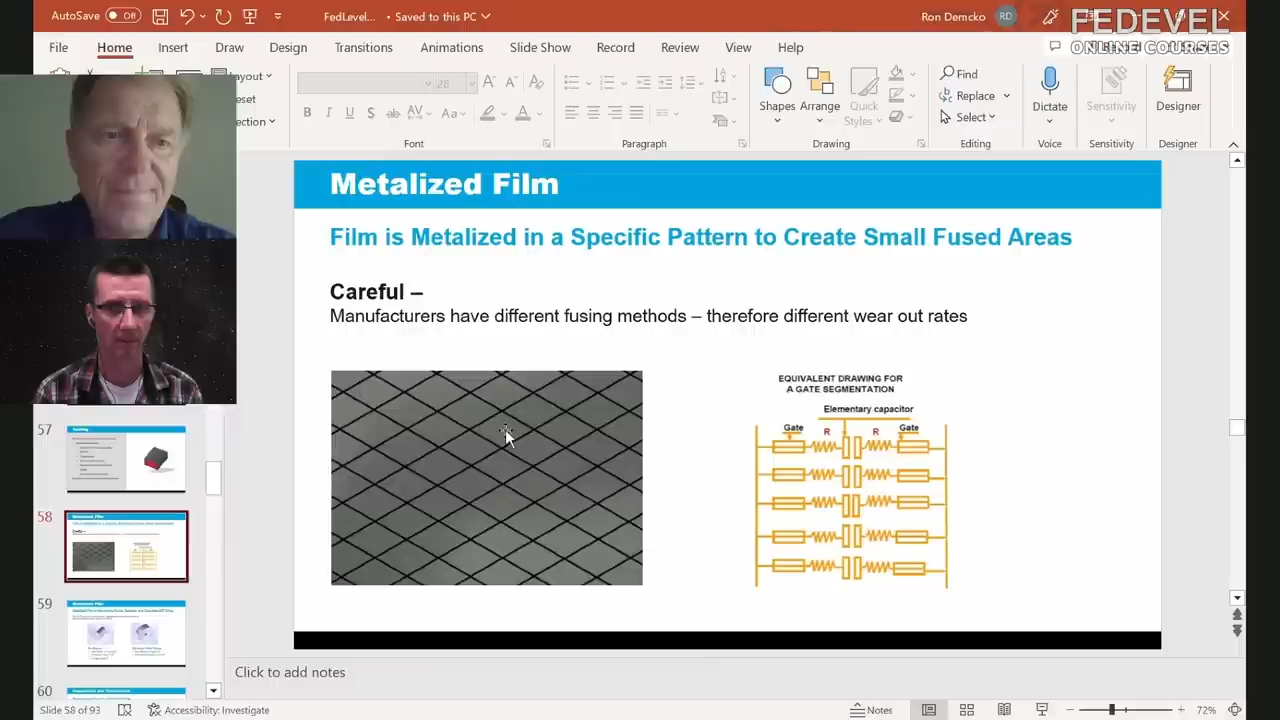 AutoSave Off FedLevel... • Saved to this PC Ron Demcko RD
FEDEVEL
ONLINE COURSES
File Home Insert Draw Design Transitions Animations Slide Show Record Review View Help
28
Find
Replace
Select
Shapes Arrange Quick Styles
Dictate
Sensitivity
Designer
Font Paragraph Drawing Editing Voice Sensitivity Designer
Metalized Film
Film is Metalized in a Specific Pattern to Create Small Fused Areas
Careful –
Manufacturers have different fusing methods – therefore different wear out rates
EQUIVALENT DRAWING FOR
A GATE SEGMENTATION
Elementary capacitor
Gate R R Gate
57
58
59
60
Click to add notes
Slide 58 of 93 Accessibility: Investigate Notes 72%